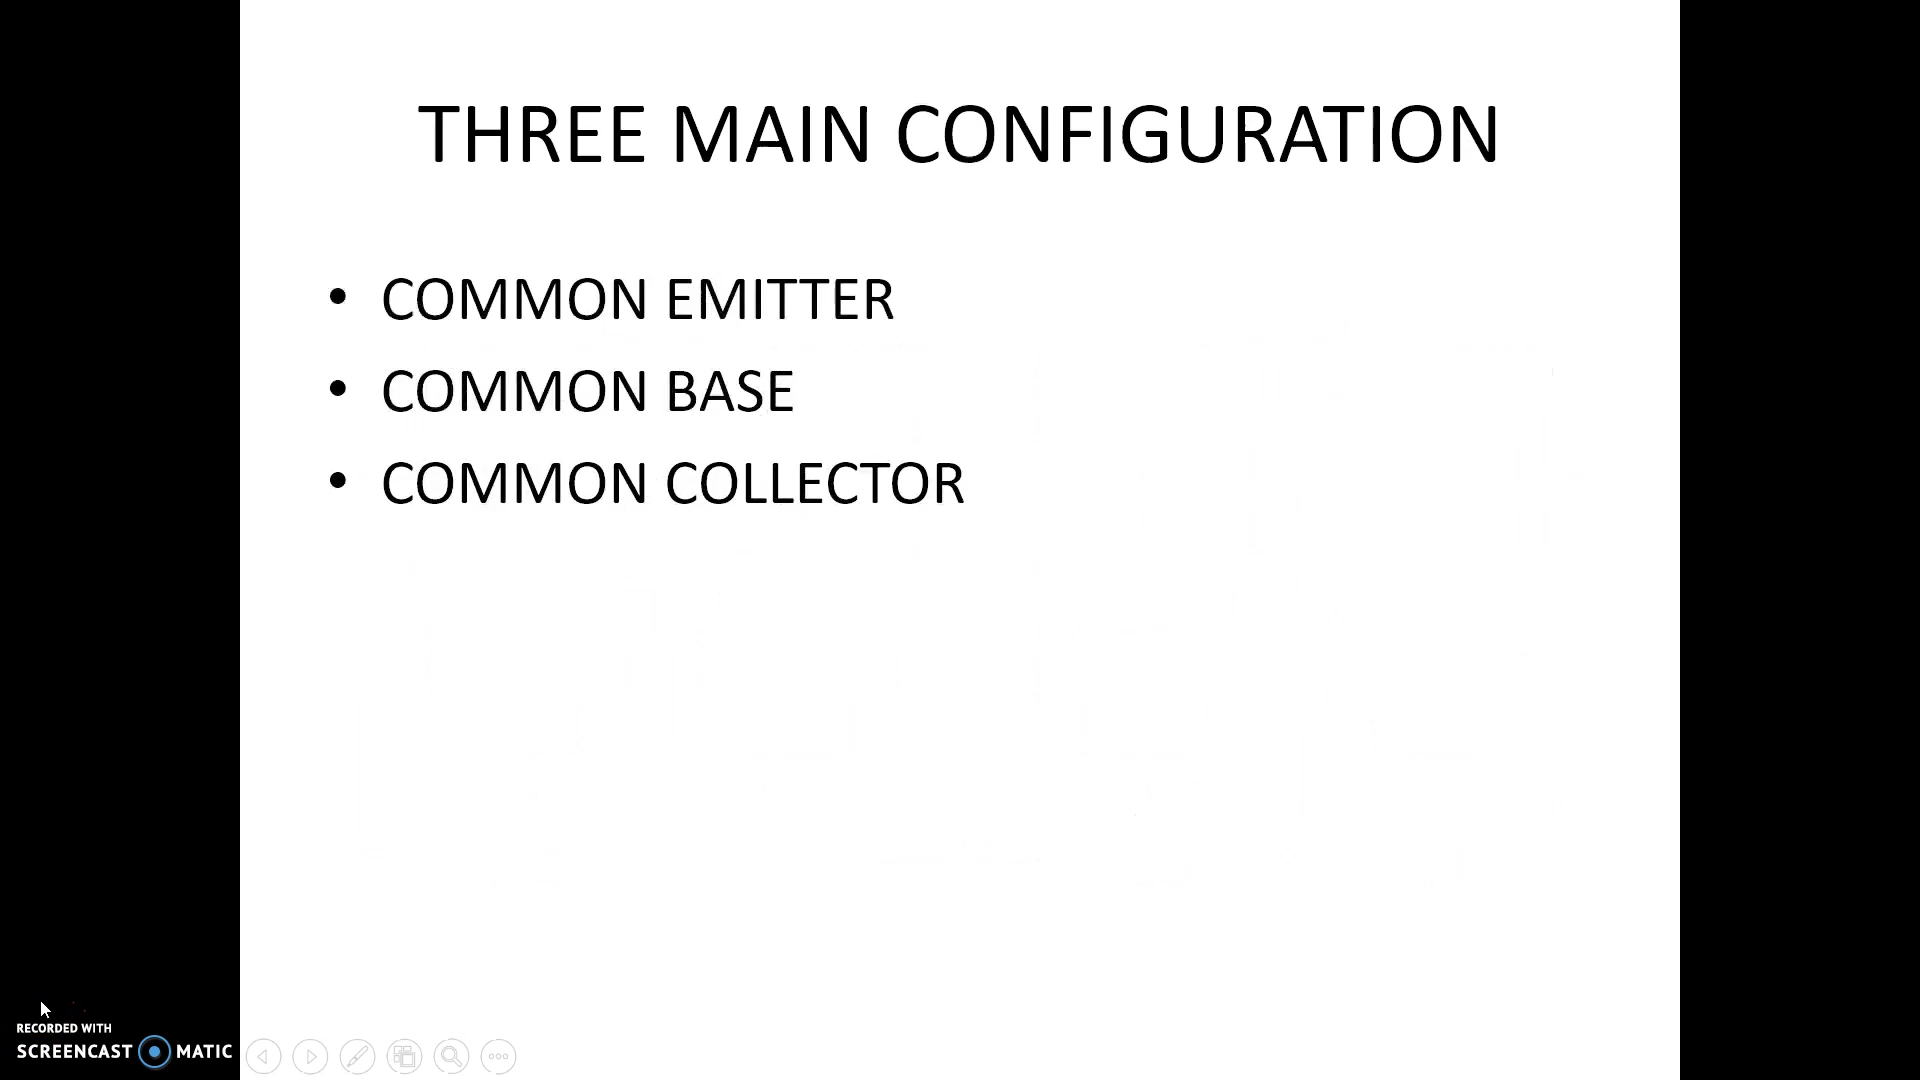 THREE MAIN CONFIGURATION
• COMMON EMITTER
• COMMON BASE
• COMMON COLLECTOR
RECORDED WITH
SCREENCAST MATIC